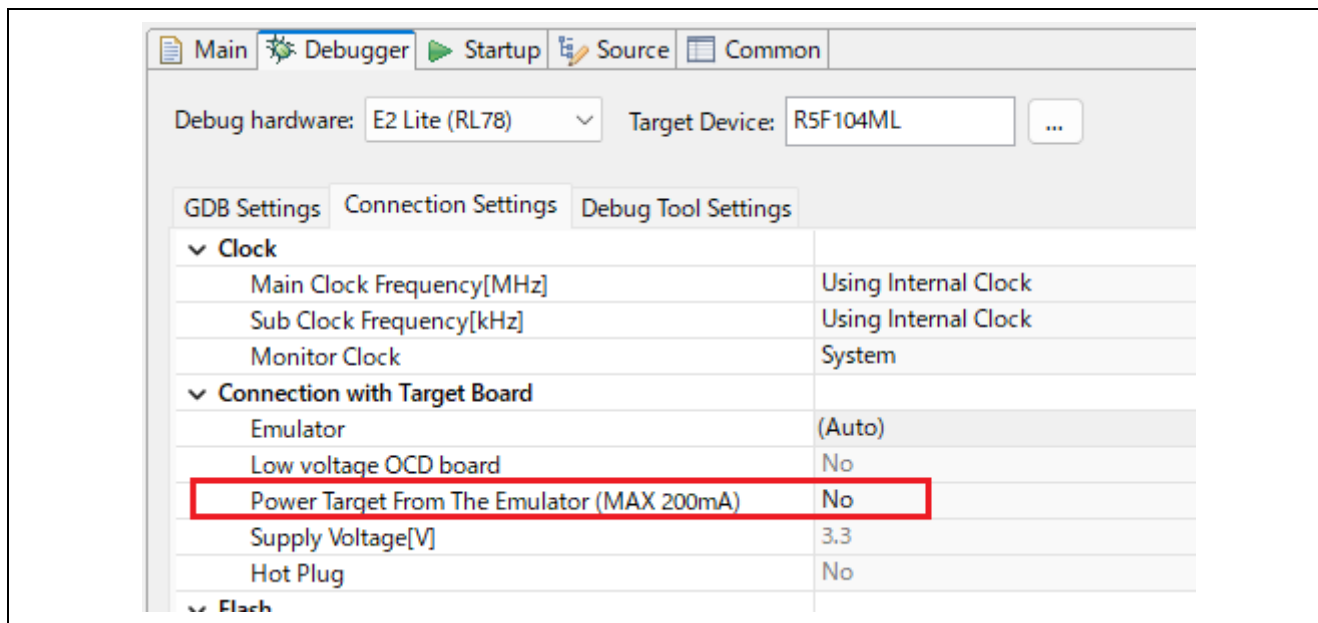 Main Debugger Startup Source Common
Debug hardware: E2 Lite (RL78) Target Device: R5F104ML ...
GDB Settings Connection Settings Debug Tool Settings
Clock
Main Clock Frequency[MHz] Using Internal Clock
Sub Clock Frequency[kHz] Using Internal Clock
Monitor Clock System
Connection with Target Board
Emulator (Auto)
Low voltage OCD board No
Power Target From The Emulator (MAX 200mA) No
Supply Voltage[V] 3.3
Hot Plug No
Flash